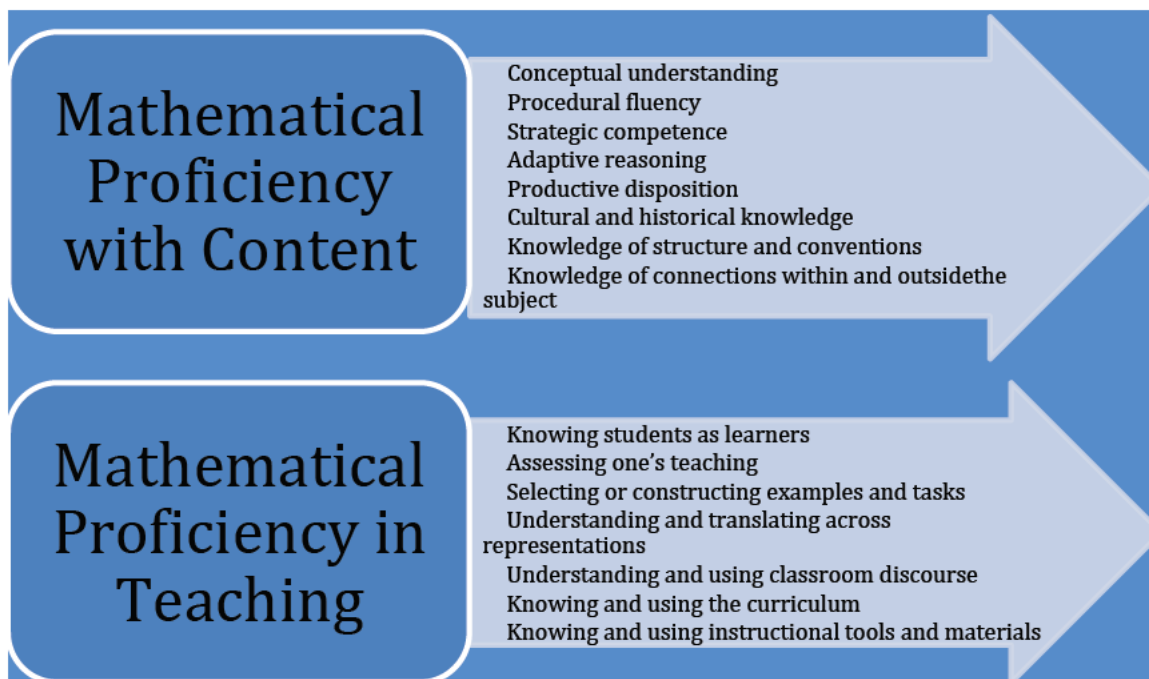 Mathematical
Proficiency
with Content
Conceptual understanding
Procedural fluency
Strategic competence
Adaptive reasoning
Productive disposition
Cultural and historical knowledge
Knowledge of structure and conventions
Knowledge of connections within and outsidethe
subject
Mathematical
Proficiency in
Teaching
Knowing students as learners
Assessing one’s teaching
Selecting or constructing examples and tasks
Understanding and translating across
representations
Understanding and using classroom discourse
Knowing and using the curriculum
Knowing and using instructional tools and materials